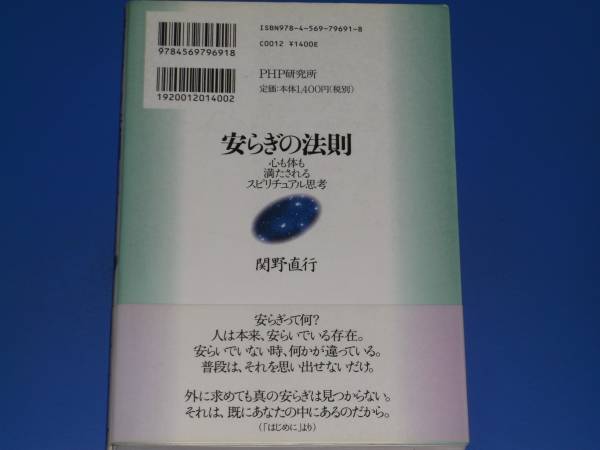 ISBN978-4-569-79691-8
C0012 ¥1400E
9784569796918
PHP研究所
定価：本体1,400円(税別)
1920012014002
安らぎの法則
心も体も
満たされる
スピリチュアル思考
関野直行
安らぎって何？
人は本来、安らいでいる存在。
安らいでいない時、何かが違っている。
普段は、それを思い出せないだけ。
外に求めても真の安らぎは見つからない。
それは、既にあなたの中にあるのだから。
（「はじめに」より）